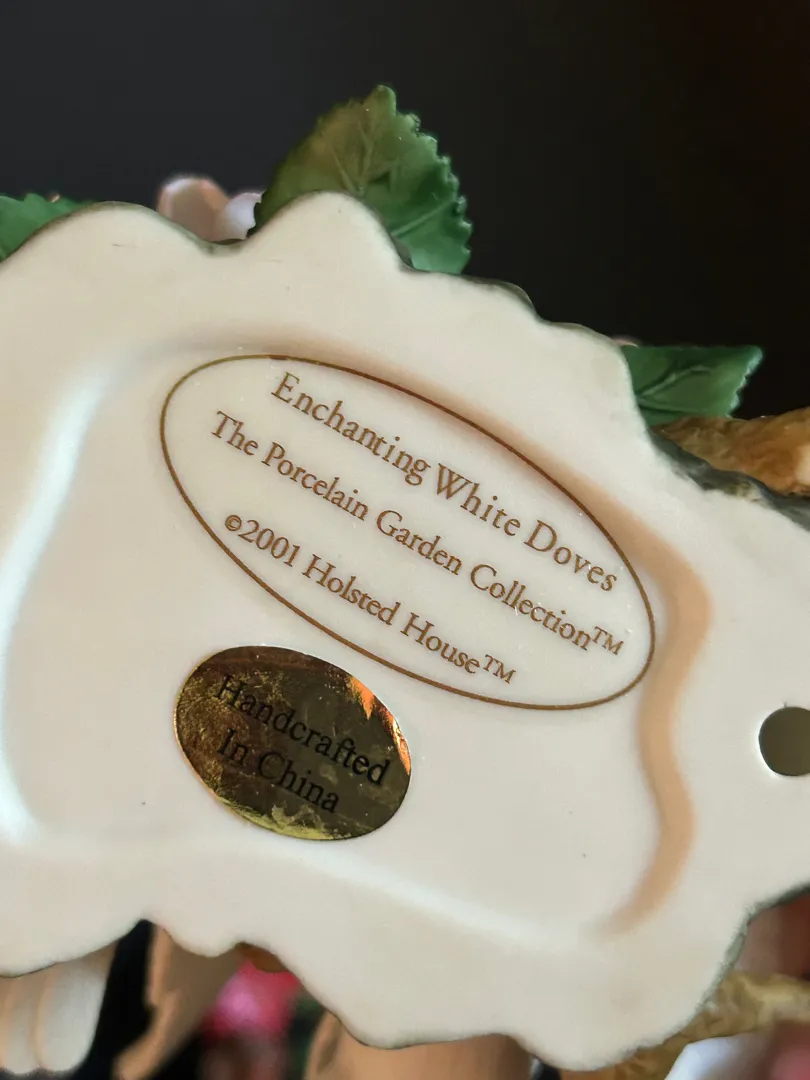 Enchanting White Doves
The Porcelain Garden Collection™
©2001 Holsted House™
Handcrafted
In China